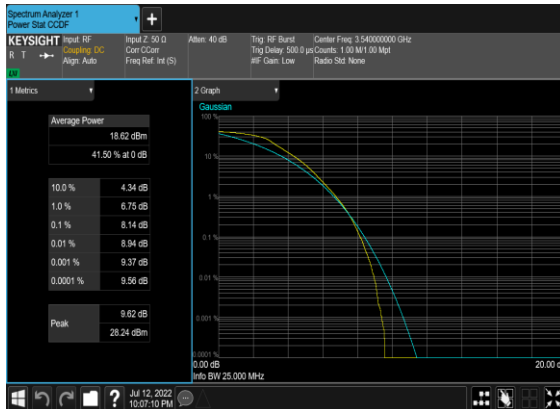 Spectrum Analyzer 1
Power Stat CCDF
KEYSIGHT
R T
Input: RF
Coupling: DC
Align: Auto
Input Z: 50 Ω
Corr CCorr
Freq Ref: Int (S)
Atten: 40 dB
Trig: RF Burst
Trig Delay: 500.0 µs
#IF Gain: Low
Center Freq: 3.540000000 GHz
Counts: 1.00 M/1.00 Mpt
Radio Std: None
1 Metrics
Average Power
18.62 dBm
41.50 % at 0 dB
10.0 % 4.34 dB
1.0 % 6.75 dB
0.1 % 8.14 dB
0.01 % 8.94 dB
0.001 % 9.37 dB
0.0001 % 9.56 dB
Peak
9.62 dB
28.24 dBm
2 Graph
Gaussian
100 %
10 %
1 %
0.1 %
0.01 %
0.001 %
0.0001 %
0.00 dB
20.00 d
Info BW 25.000 MHz
?
Jul 12, 2022
10:07:10 PM